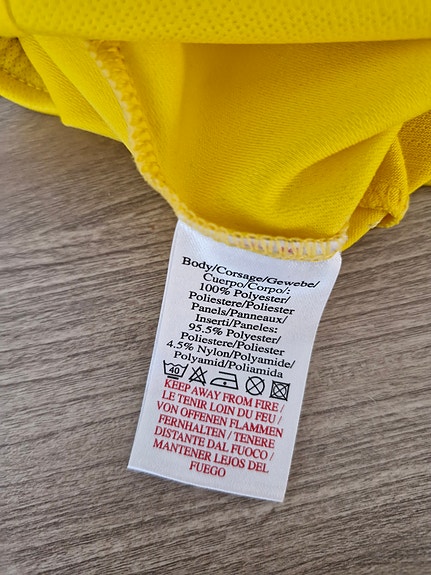 Body/Corsage/Gewebe/
Cuerpo/Corpo/:
100% Polyester/
Poliestere/Poliester
Panels/Panneaux/
Inserti/Paneles:
95.5% Polyester/
Poliestere/Poliester
4.5% Nylon/Polyamide/
Polyamid/Poliamida
40
KEEP AWAY FROM FIRE/
LE TENIR LOIN DU FEU/
VON OFFENEN FLAMMEN
FERNHALTEN/ TENERE
DISTANTE DAL FUOCO/
MANTENER LEJOS DEL
FUEGO